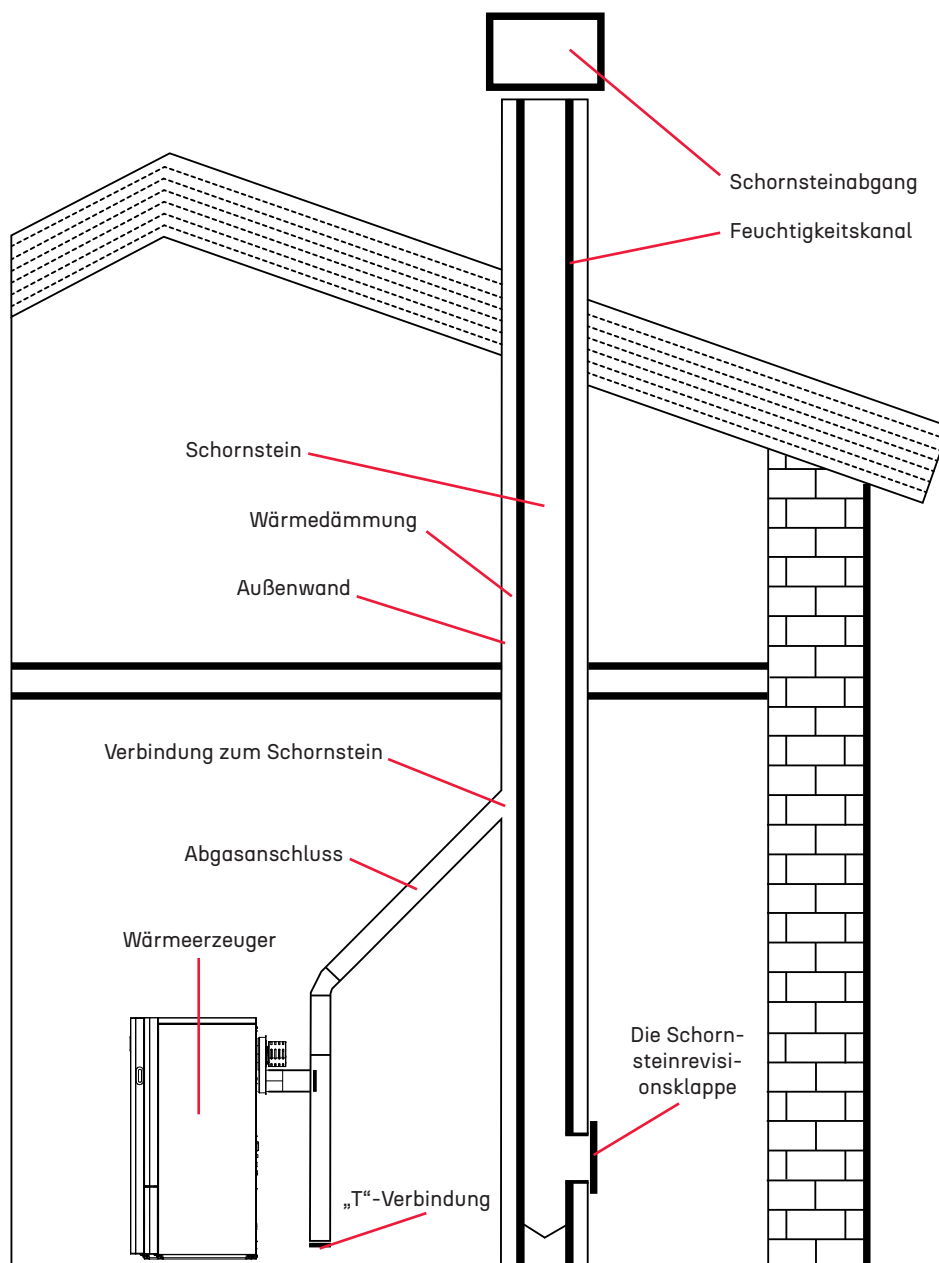 Schornsteinabgang
Feuchtigkeitskanal
Schornstein
Wärmedämmung
Außenwand
Verbindung zum Schornstein
Abgasanschluss
Wärmeerzeuger
Die Schorn-
steinrevisi-
onsklappe
„T“-Verbindung